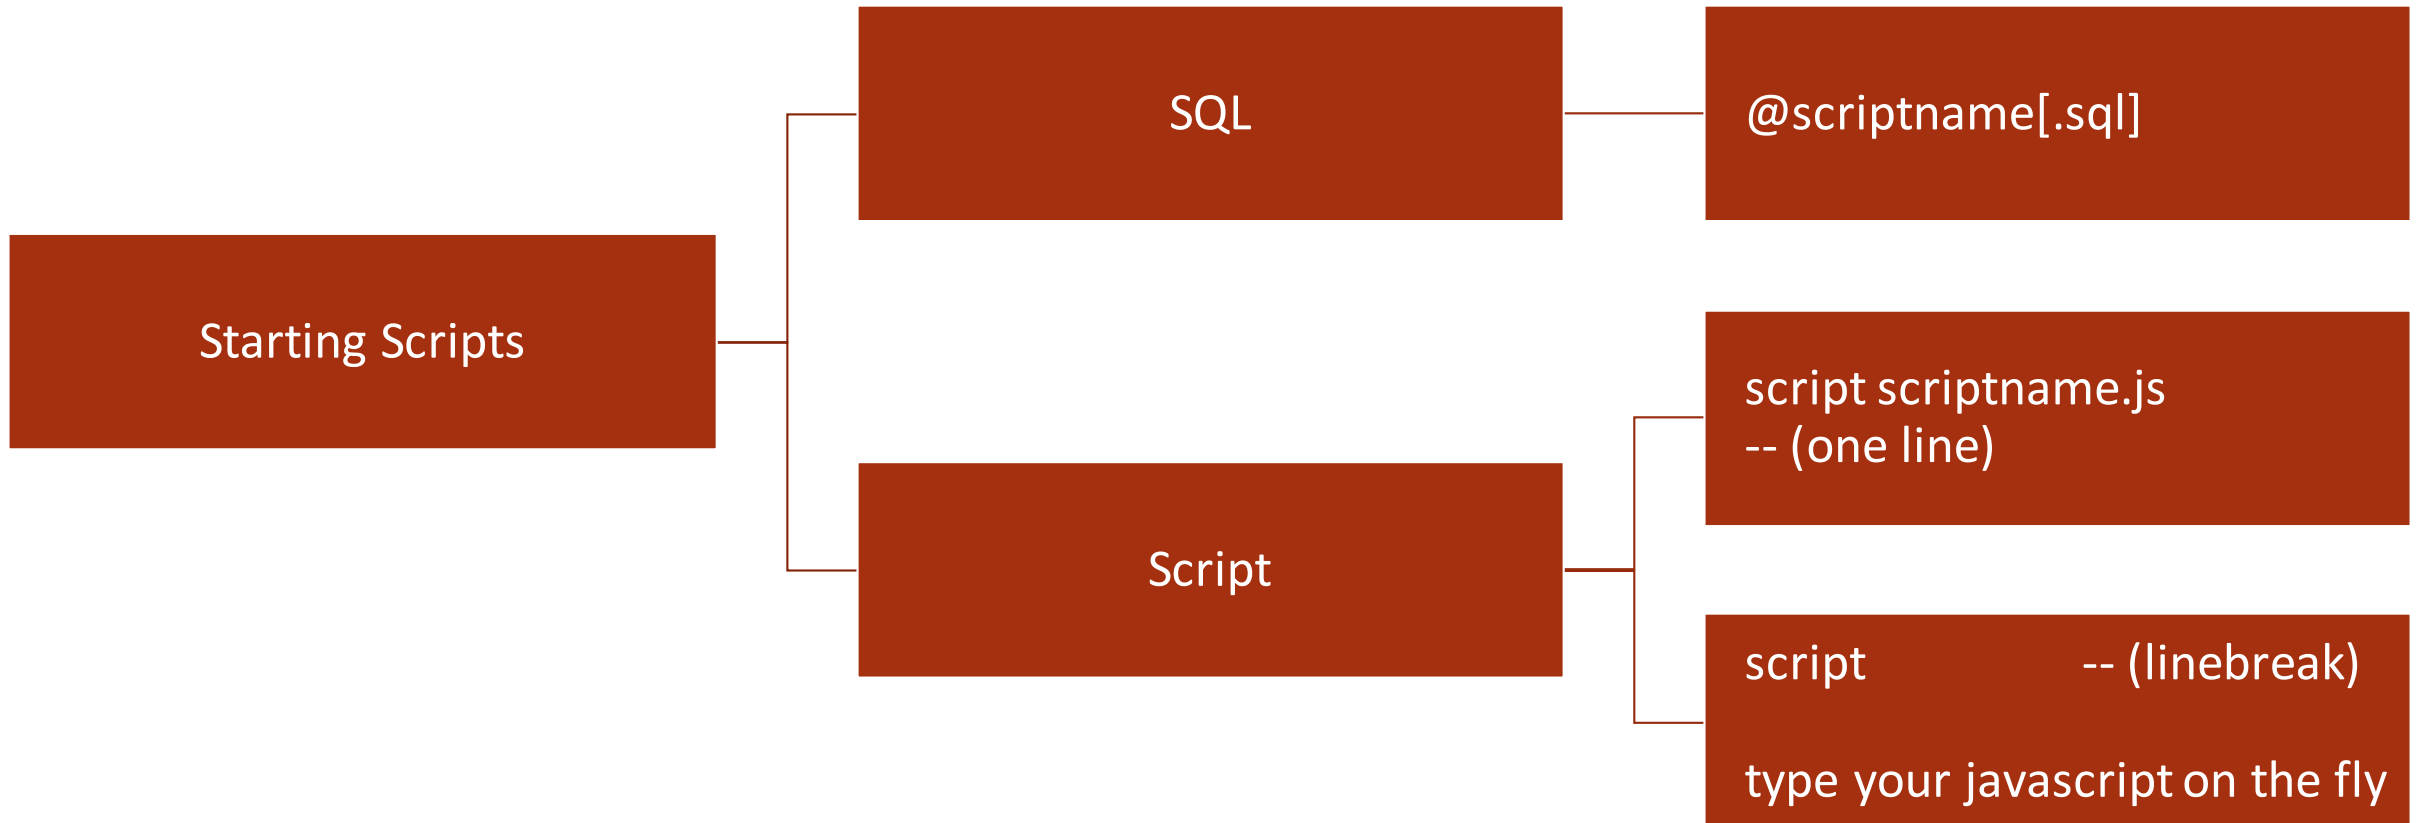 SQL
@scriptname[.sql]
Starting Scripts
script scriptname.js
-- (one line)
Script
script -- (linebreak)
type your javascript on the fly